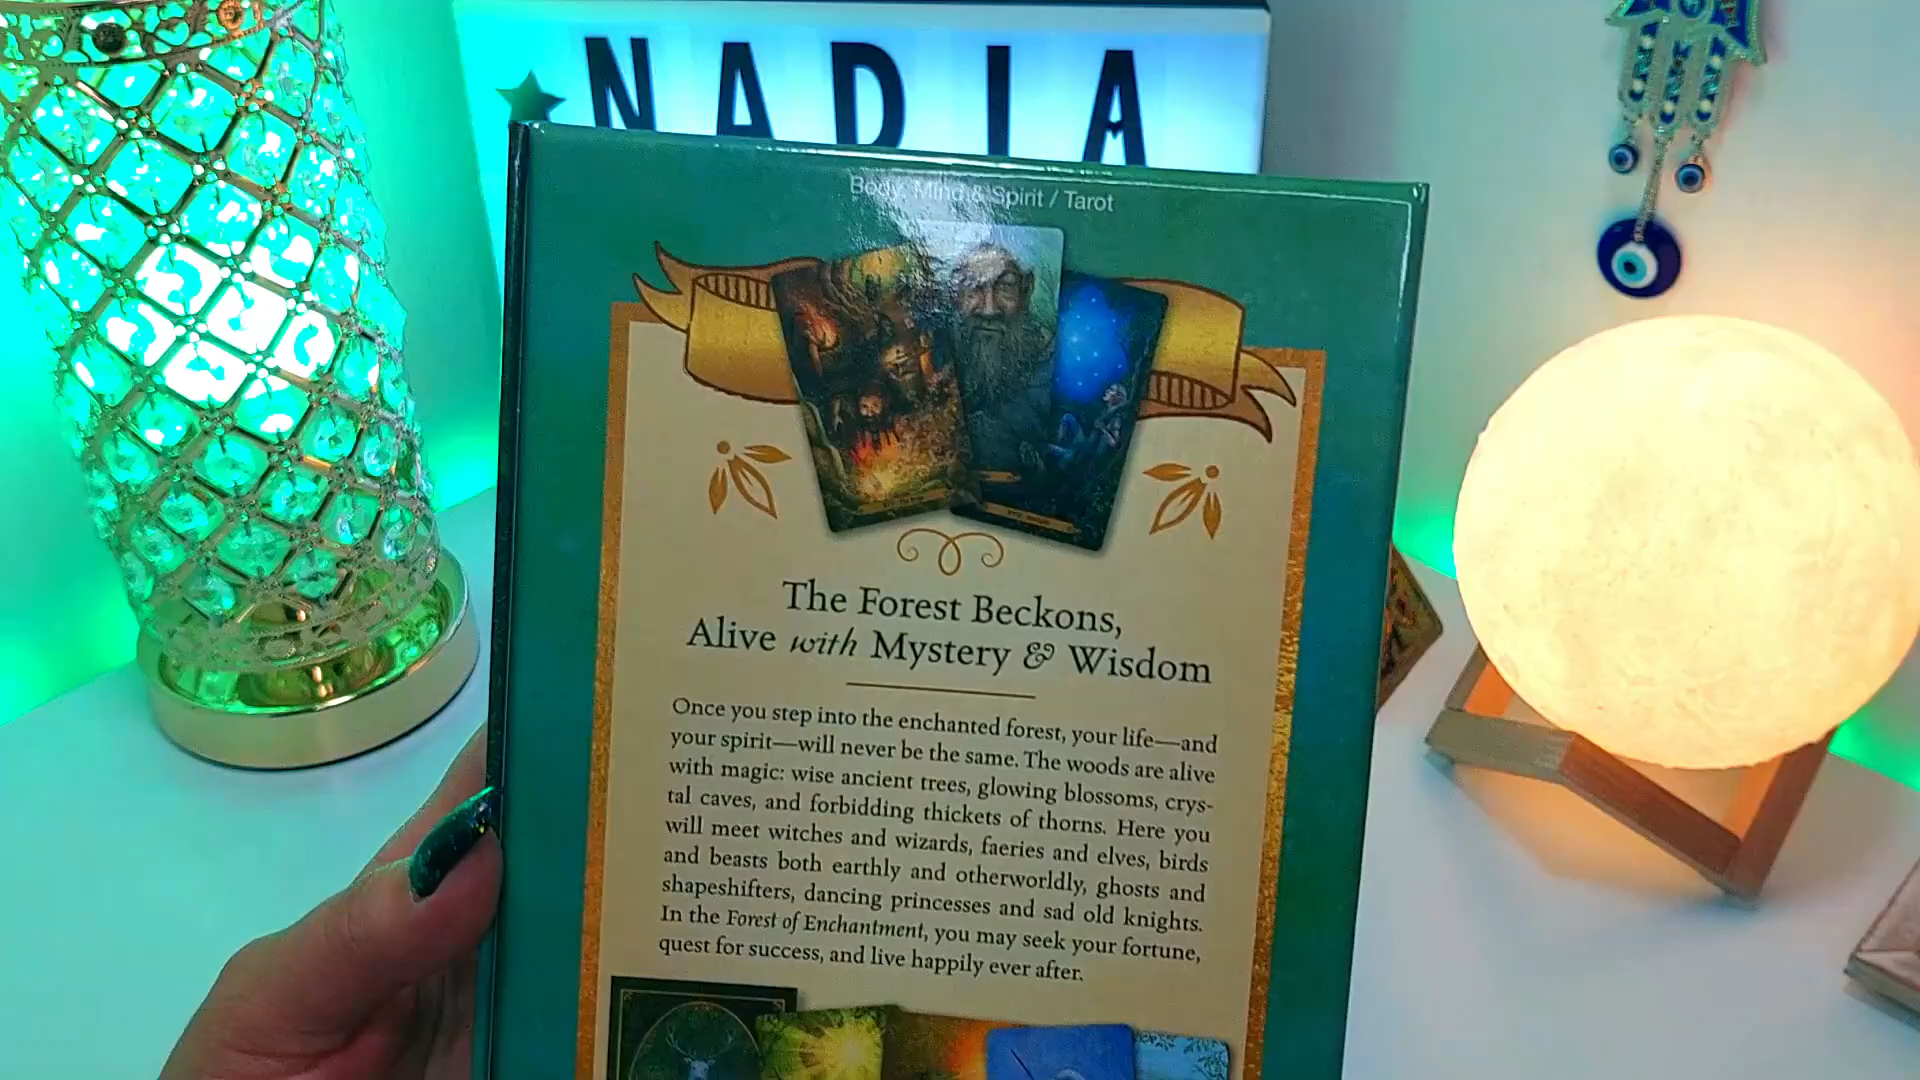 NADIA
Body, Mind & Spirit / Tarot
The Forest Beckons,
Alive with Mystery & Wisdom
Once you step into the enchanted forest, your life—and
your spirit—will never be the same. The woods are alive
with magic: wise ancient trees, glowing blossoms, crys-
tal caves, and forbidding thickets of thorns. Here you
will meet witches and wizards, faeries and elves, birds
and beasts both earthly and otherworldly, ghosts and
shapeshifters, dancing princesses and sad old knights.
In the Forest of Enchantment, you may seek your fortune,
quest for success, and live happily ever after.